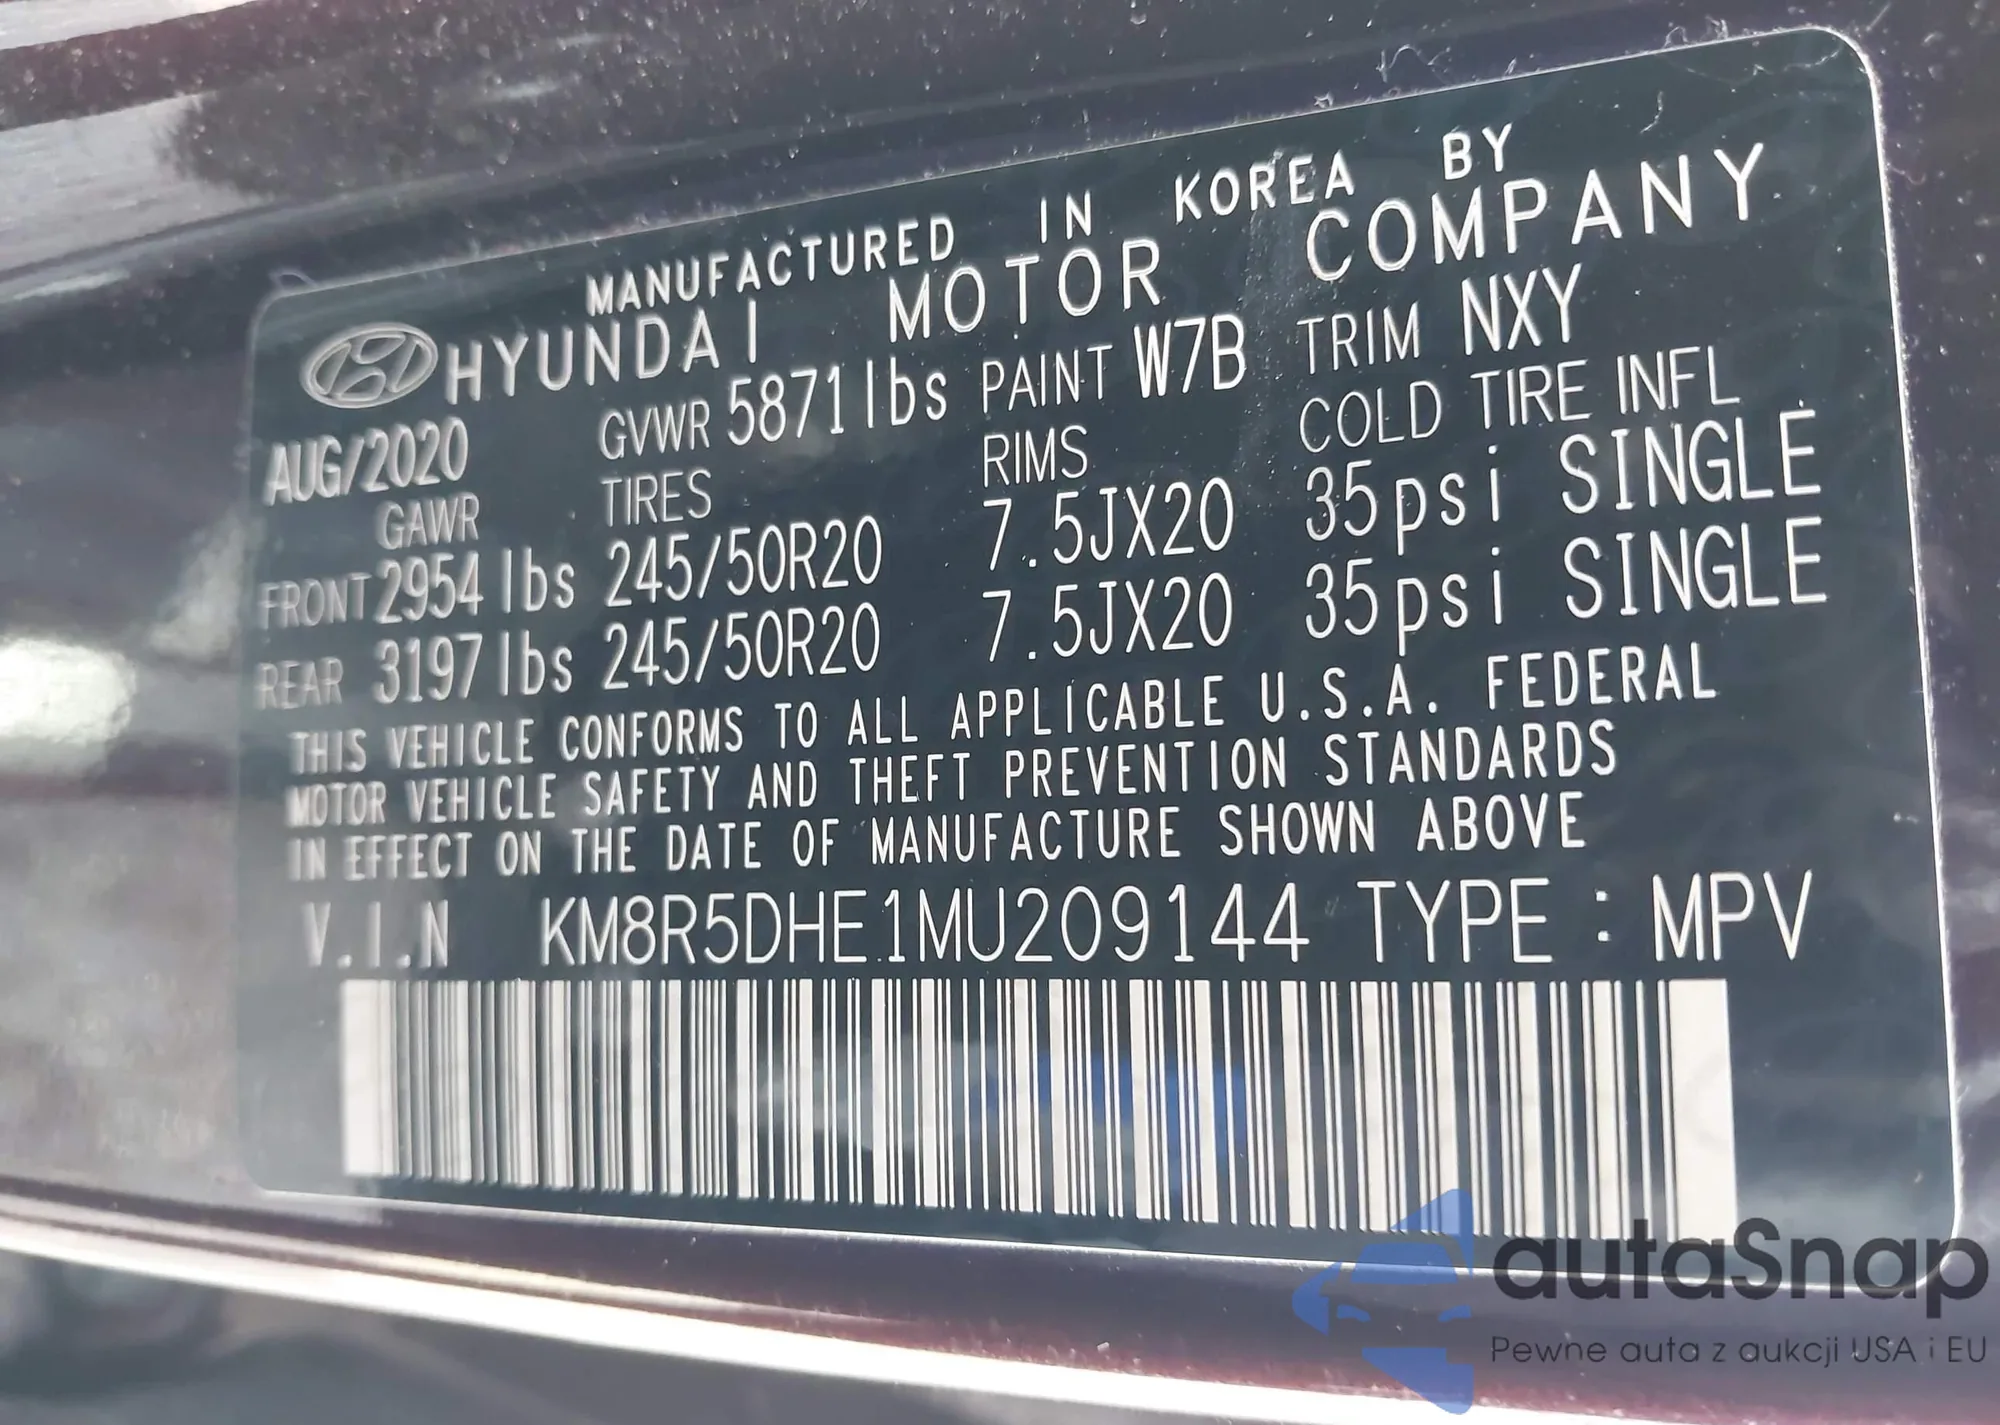 MANUFACTURED IN KOREA BY
HYUNDAI MOTOR COMPANY
AUG/2020 GVWR 5871lbs PAINT W7B TRIM NXY
GAWR TIRES RIMS COLD TIRE INFL
FRONT 2954 lbs 245/50R20 7.5JX20 35psi SINGLE
REAR 3197 lbs 245/50R20 7.5JX20 35psi SINGLE
THIS VEHICLE CONFORMS TO ALL APPLICABLE U.S.A. FEDERAL
MOTOR VEHICLE SAFETY AND THEFT PREVENTION STANDARDS
IN EFFECT ON THE DATE OF MANUFACTURE SHOWN ABOVE
V.I.N KM8R5DHE1MU209144 TYPE : MPV
autaSnap
Pewne auta z aukcji USA i EU